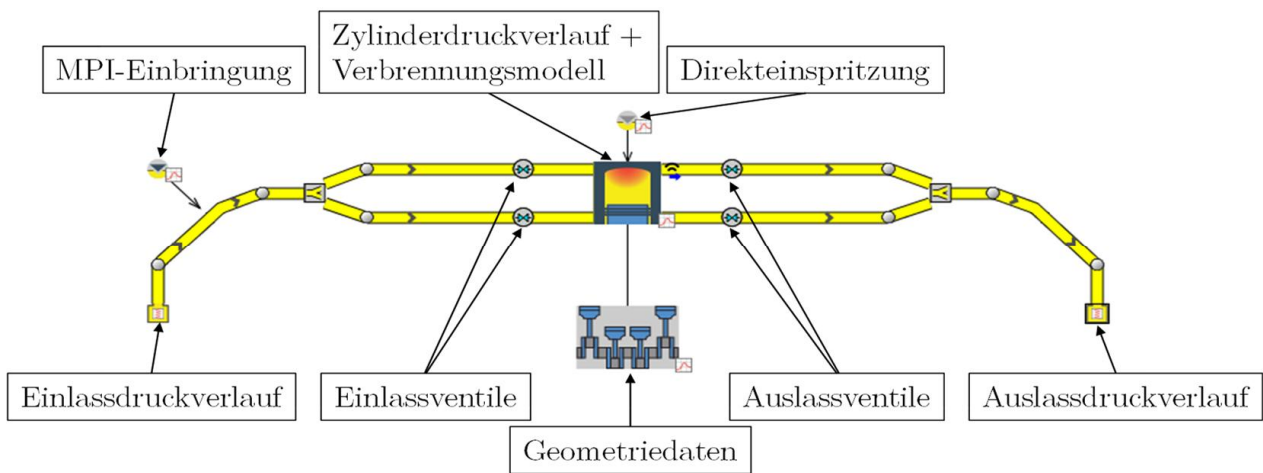 Zylinderdruckverlauf +
Verbrennungsmodell
MPI-Einbringung
Direkteinspritzung
Einlassdruckverlauf
Einlassventile
Auslassventile
Auslassdruckverlauf
Geometriedaten